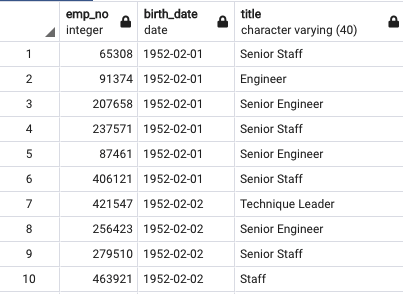 emp_no birth_date title
integer date character varying (40)
1 65308 1952-02-01 Senior Staff
2 91374 1952-02-01 Engineer
3 207658 1952-02-01 Senior Engineer
4 237571 1952-02-01 Senior Staff
5 87461 1952-02-01 Senior Engineer
6 406121 1952-02-01 Senior Staff
7 421547 1952-02-02 Technique Leader
8 256423 1952-02-02 Senior Engineer
9 279510 1952-02-02 Senior Staff
10 463921 1952-02-02 Staff